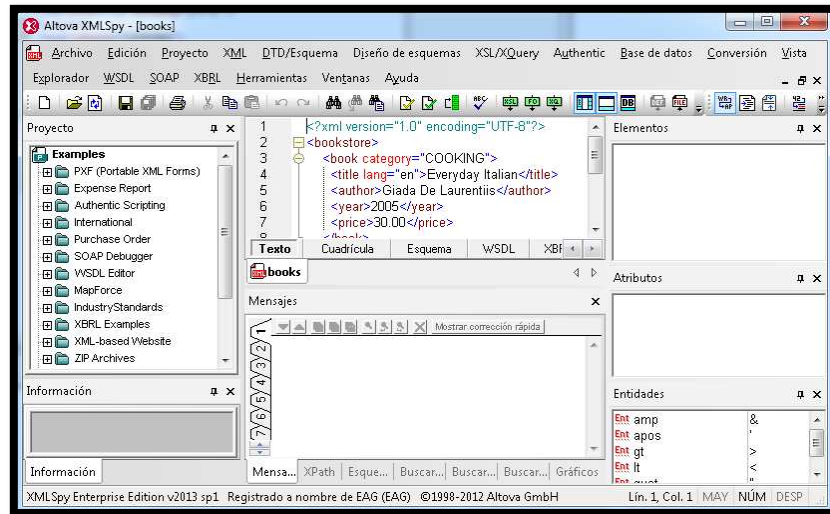 Altova XMLSpy - [books]
Archivo Edición Proyecto XML DTD/Esquema Diseño de esquemas XSL/XQuery Authentic Base de datos Conversión Vista
Explorador WSDL SOAP XBRL Herramientas Ventanas Ayuda
Proyecto
Examples
PXF (Portable XML Forms)
Expense Report
Authentic Scripting
International
Purchase Order
SOAP Debugger
WSDL Editor
MapForce
IndustryStandards
XBRL Examples
XML-based Website
ZIP Archives
Información
Información
1 <?xml version="1.0" encoding="UTF-8"?>
2 <bookstore>
3 <book category="COOKING">
4 <title lang="en">Everyday Italian</title>
5 <author>Giada De Laurentiis</author>
6 <year>2005</year>
7 <price>30.00</price>
8 </book>
Texto Cuadrícula Esquema WSDL XBF
books
Mensajes
Mostrar corrección rápida
1
2
3
4
5
6
7
Mensa... XPath Esque... Buscar... Buscar... Buscar... Gráficos
Elementos
Atributos
Entidades
Ent amp &
Ent apos '
Ent gt >
Ent lt <
Ent quot "
XMLSpy Enterprise Edition v2013 sp1 Registrado a nombre de EAG (EAG) ©1998-2012 Altova GmbH Lín. 1, Col. 1 MAY NÚM DESP